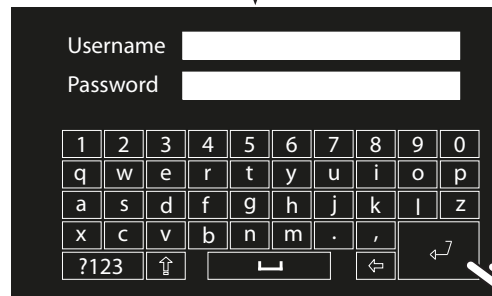 Username
Password
1 2 3 4 5 6 7 8 9 0
q w e r t y u i o p
a s d f g h j k l z
x c v b n m . ,
?123